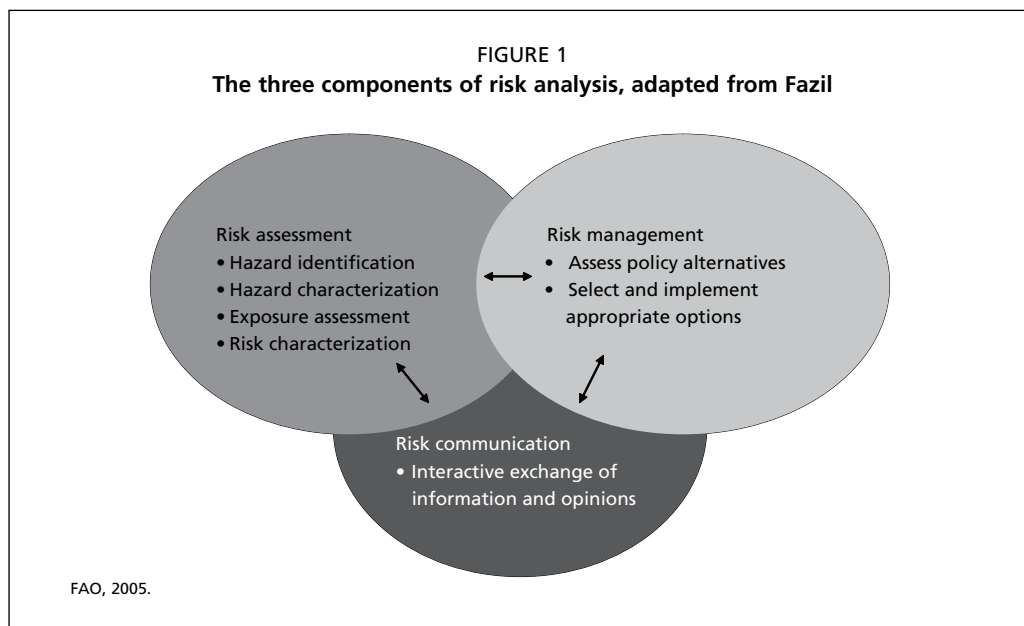 FIGURE 1
The three components of risk analysis, adapted from Fazil
Risk assessment
• Hazard identification
• Hazard characterization
• Exposure assessment
• Risk characterization
Risk management
• Assess policy alternatives
• Select and implement
appropriate options
Risk communication
• Interactive exchange of
information and opinions
FAO, 2005.